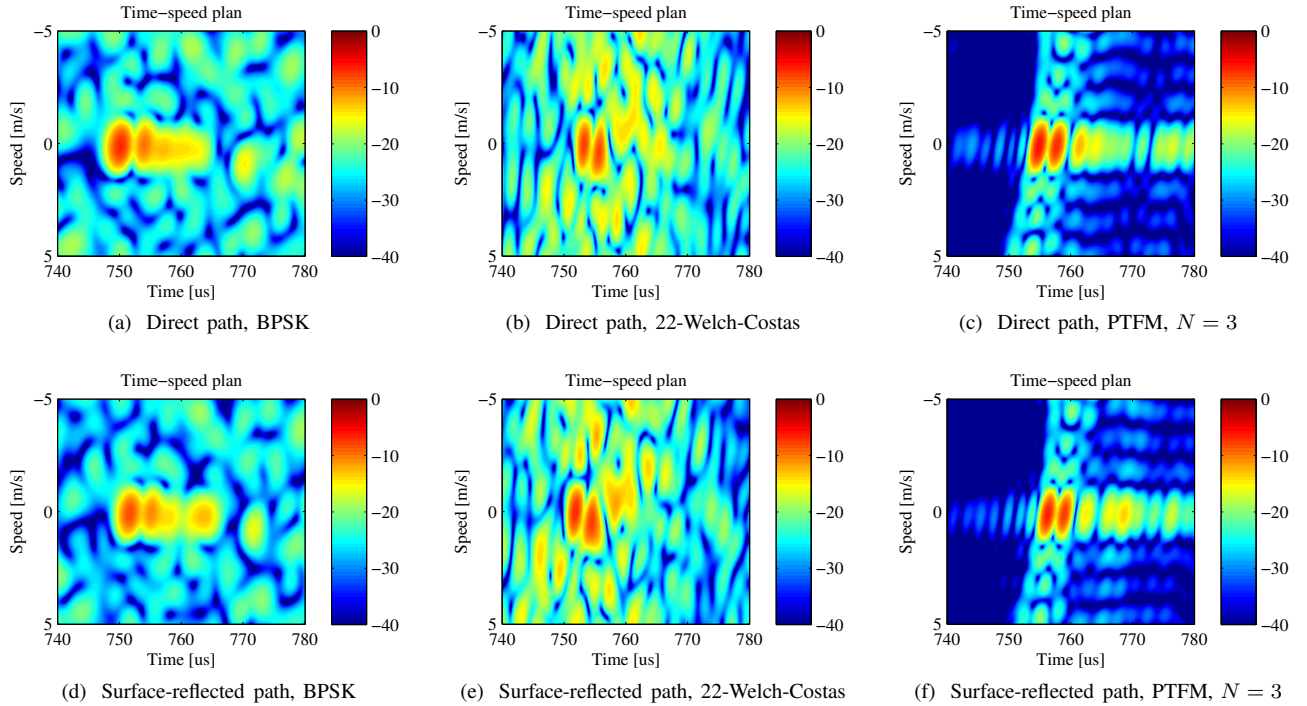 Time−speed plan
Speed [m/s]
−5
0
5
740 750 760 770 780
Time [us]
0
−10
−20
−30
−40
(a) Direct path, BPSK
Time−speed plan
Speed [m/s]
−5
0
5
740 750 760 770 780
Time [us]
0
−10
−20
−30
−40
(b) Direct path, 22-Welch-Costas
Time−speed plan
Speed [m/s]
−5
0
5
740 750 760 770 780
Time [us]
0
−10
−20
−30
−40
(c) Direct path, PTFM, N = 3
Time−speed plan
Speed [m/s]
−5
0
5
740 750 760 770 780
Time [us]
0
−10
−20
−30
−40
(d) Surface-reflected path, BPSK
Time−speed plan
Speed [m/s]
−5
0
5
740 750 760 770 780
Time [us]
0
−10
−20
−30
−40
(e) Surface-reflected path, 22-Welch-Costas
Time−speed plan
Speed [m/s]
−5
0
5
740 750 760 770 780
Time [us]
0
−10
−20
−30
−40
(f) Surface-reflected path, PTFM, N = 3